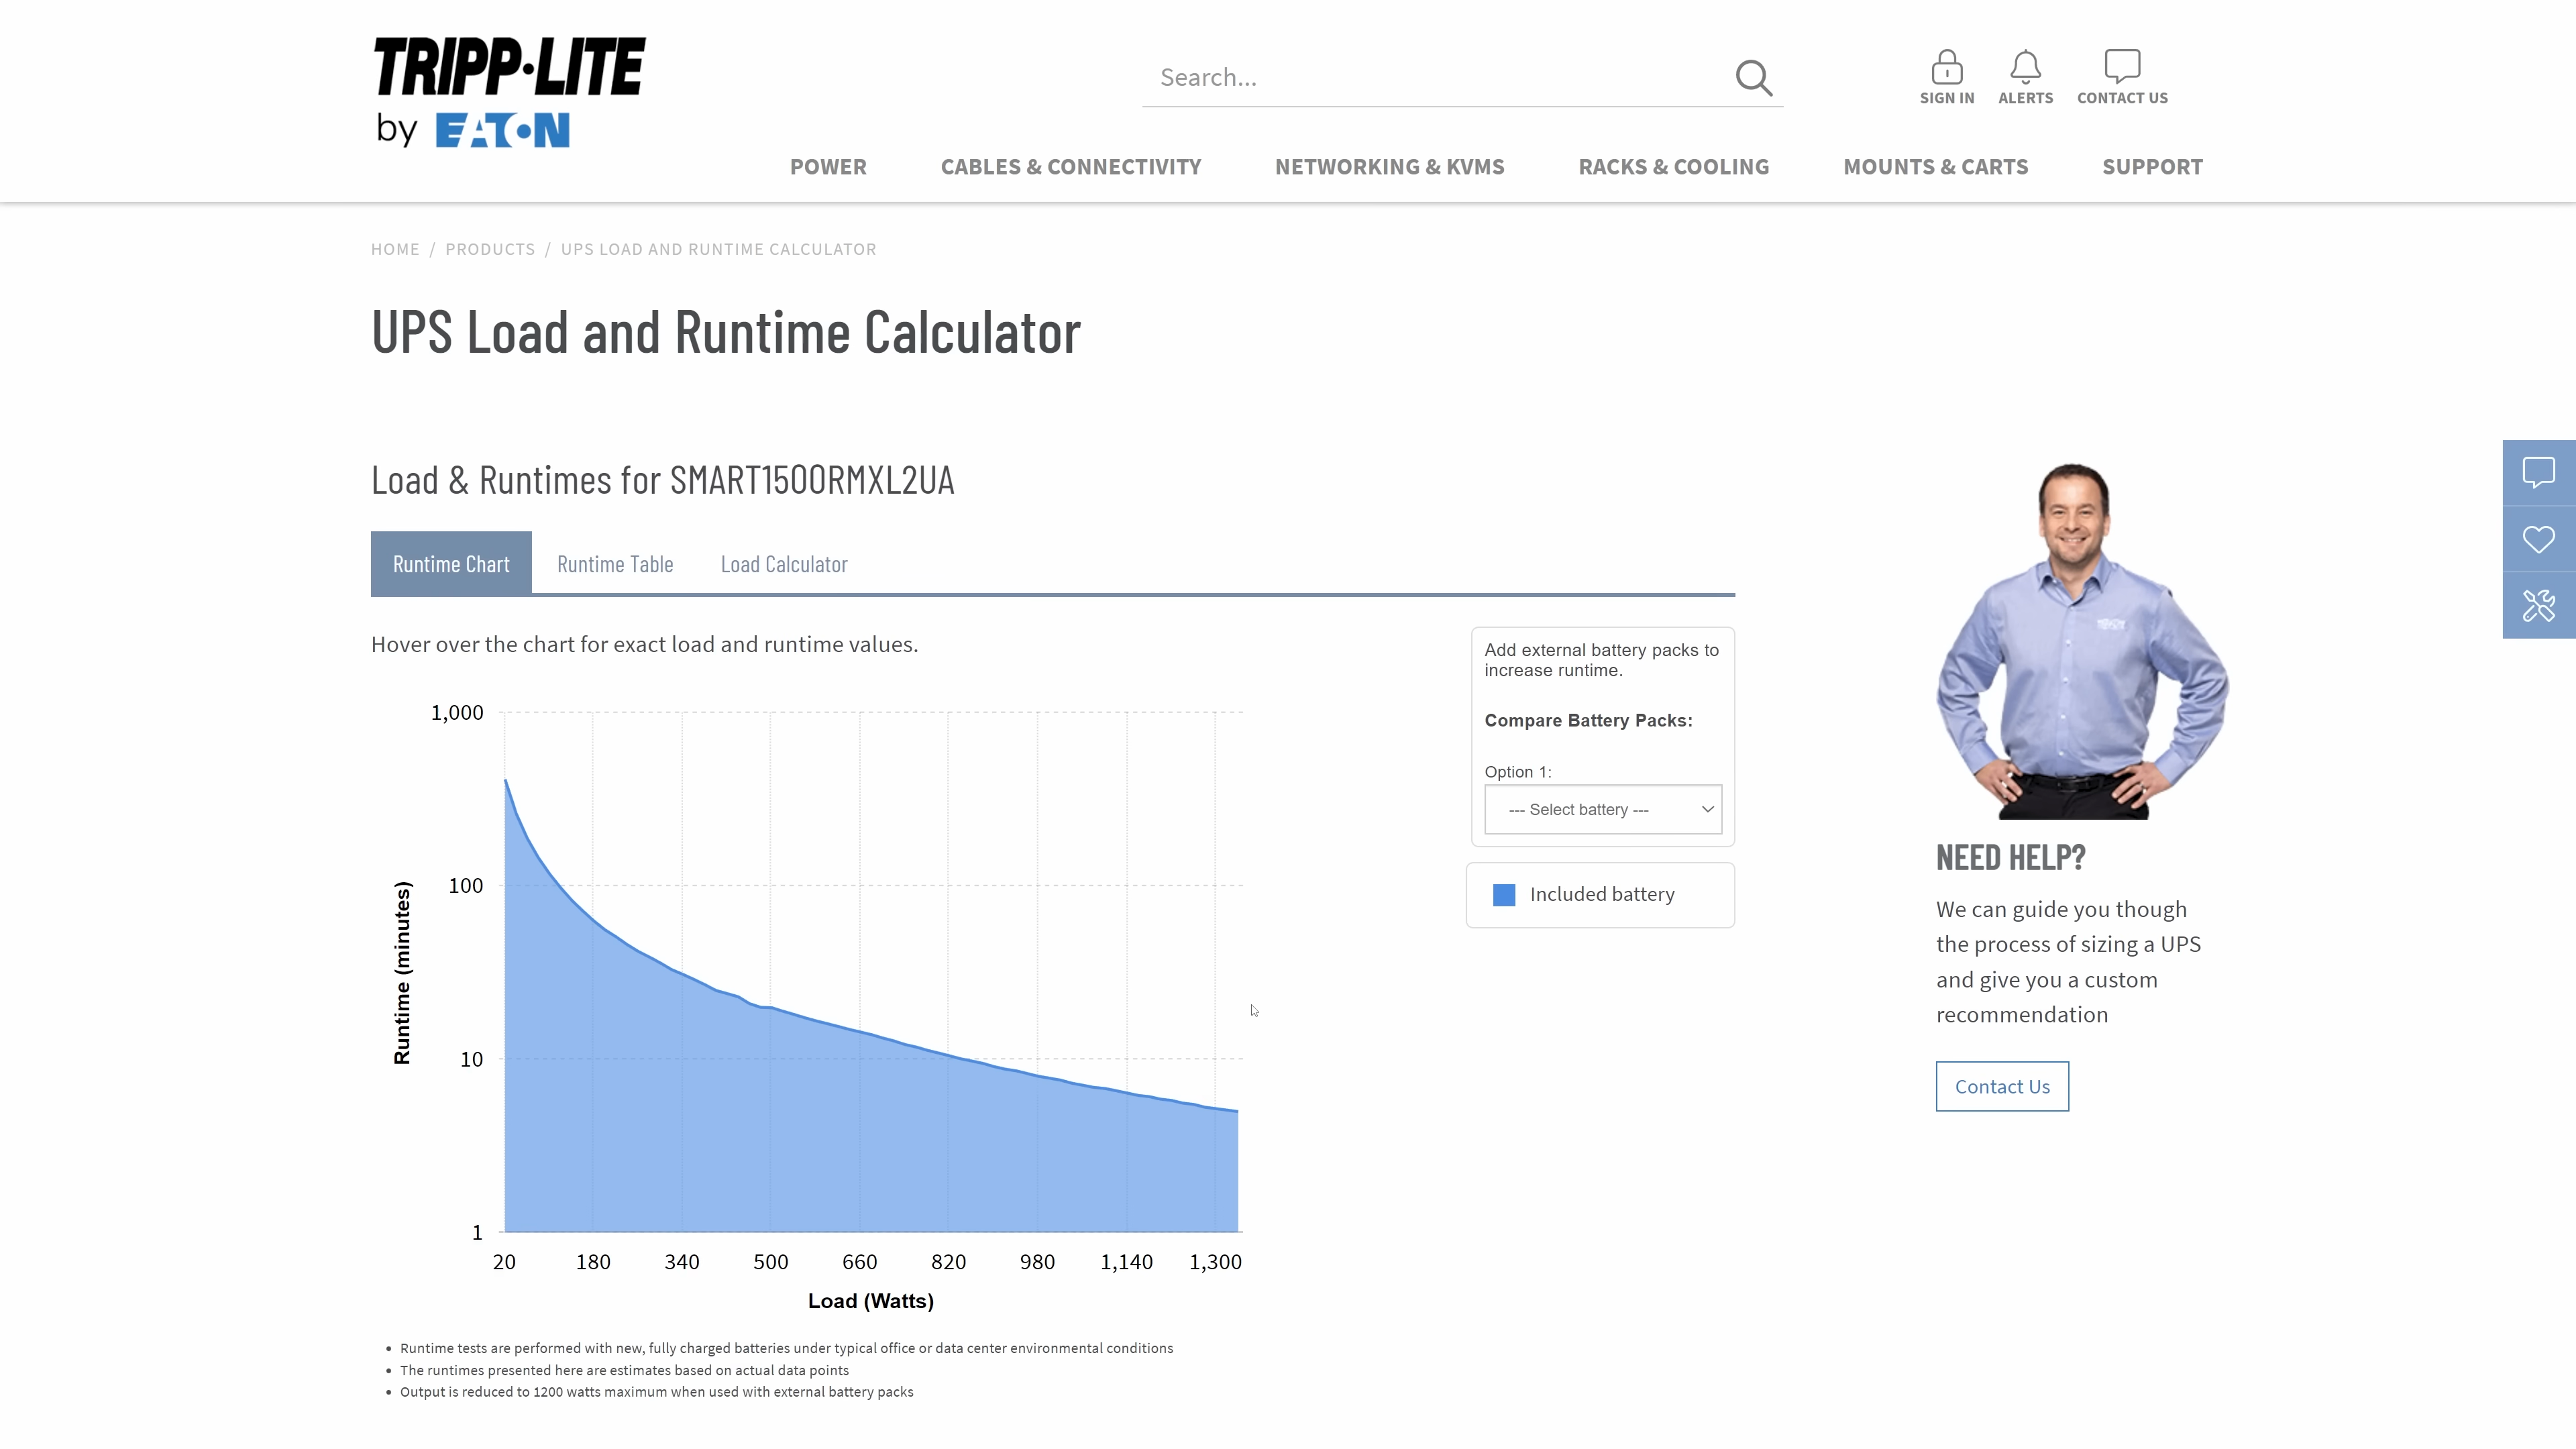 TRIPP·LITE
by EATON
Search...
SIGN IN
ALERTS
CONTACT US
POWER
CABLES & CONNECTIVITY
NETWORKING & KVMS
RACKS & COOLING
MOUNTS & CARTS
SUPPORT
HOME / PRODUCTS / UPS LOAD AND RUNTIME CALCULATOR
UPS Load and Runtime Calculator
Load & Runtimes for SMART1500RMXL2UA
Runtime Chart
Runtime Table
Load Calculator
Hover over the chart for exact load and runtime values.
1,000
100
10
1
Runtime (minutes)
20
180
340
500
660
820
980
1,140
1,300
Load (Watts)
Add external battery packs to
increase runtime.
Compare Battery Packs:
Option 1:
--- Select battery ---
Included battery
• Runtime tests are performed with new, fully charged batteries under typical office or data center environmental conditions
• The runtimes presented here are estimates based on actual data points
• Output is reduced to 1200 watts maximum when used with external battery packs
NEED HELP?
We can guide you though
the process of sizing a UPS
and give you a custom
recommendation
Contact Us